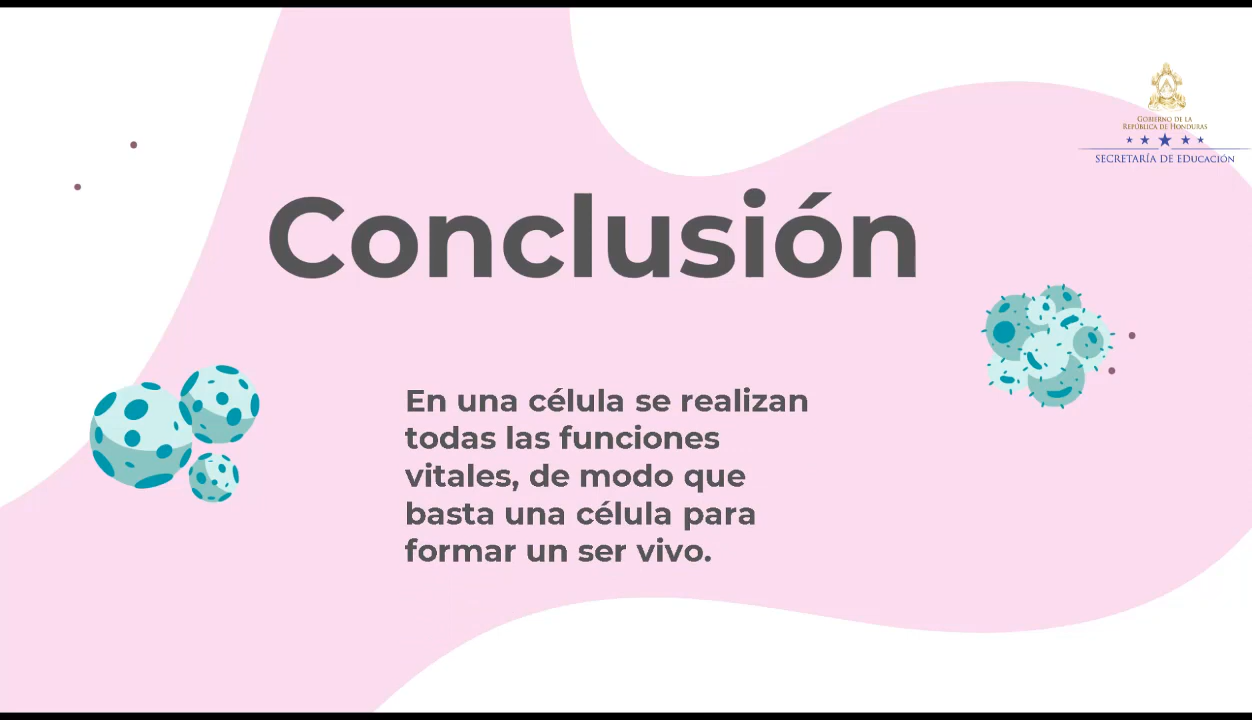 GOBIERNO DE LA
REPÚBLICA DE HONDURAS
SECRETARÍA DE EDUCACIÓN
Conclusión
En una célula se realizan
todas las funciones
vitales, de modo que
basta una célula para
formar un ser vivo.